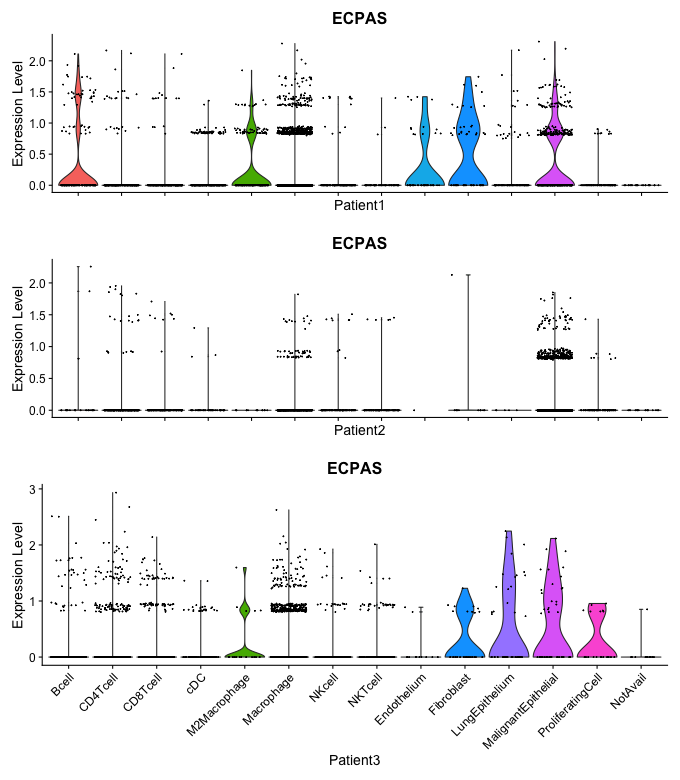 ECPAS
Expression Level
2.0
1.5
1.0
0.5
0.0
Patient1
ECPAS
Expression Level
2.0
1.5
1.0
0.5
0.0
Patient2
ECPAS
Expression Level
3
2
1
0
Bcell
CD4Tcell
CD8Tcell
cDC
M2Macrophage
Macrophage
NKcell
NKTcell
Endothelium
Fibroblast
LungEpithelium
MalignantEpithelial
ProliferatingCell
NotAvail
Patient3